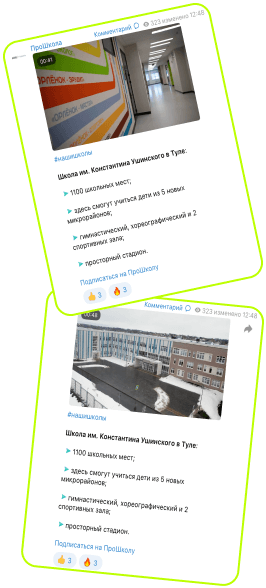 Комментарий 323 изменено 12:48
ПроШкола
00:41
#нашишколы
Школа им. Константина Ушинского в Туле:
➤ 1100 школьных мест;
➤ здесь смогут учиться дети из 5 новых
микрорайонов;
➤ гимнастический, хореографический и 2
спортивных зала;
➤ просторный стадион.
Подписаться на ПроШколу
👍 3 🔥 3
Комментарий 323 изменено 12:48
00:48
#нашишколы
Школа им. Константина Ушинского в Туле:
➤ 1100 школьных мест;
➤ здесь смогут учиться дети из 5 новых
микрорайонов;
➤ гимнастический, хореографический и 2
спортивных зала;
➤ просторный стадион.
Подписаться на ПроШколу
👍 3 🔥 3